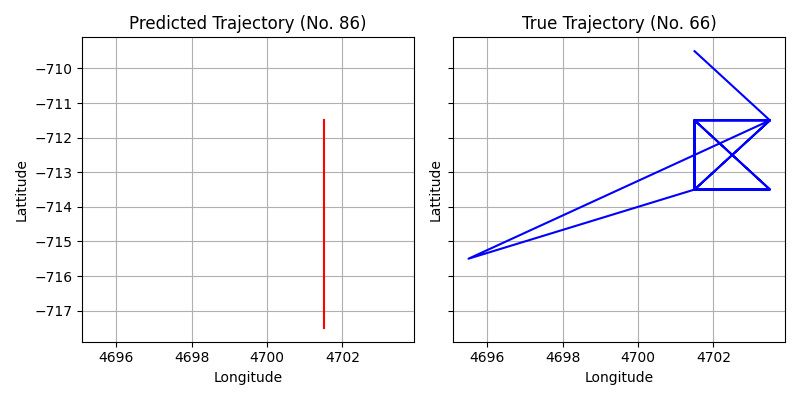 Predicted Trajectory (No. 86)
True Trajectory (No. 66)
−710
−711
−712
−713
−714
−715
−716
−717
Lattitude
Lattitude
4696
4698
4700
4702
4696
4698
4700
4702
Longitude
Longitude